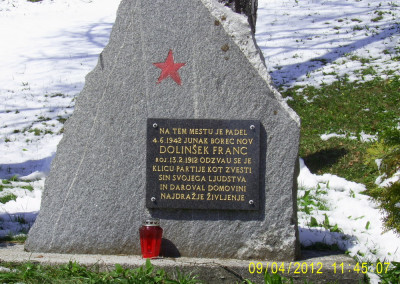 NA TEM MESTU JE PADEL
4.6.1942 JUNAK BOREC NOV
DOLINŠEK FRANC
ROJ 13.2.1912 ODZVAU SE JE
KLICU PARTIJE KOT ZVESTI
SIN SVOJEGA LJUDSTVA
IN DAROVAL DOMOVINI
NAJDRAŽJE ŽIVLJENJE
09/04/2012 11:45:07